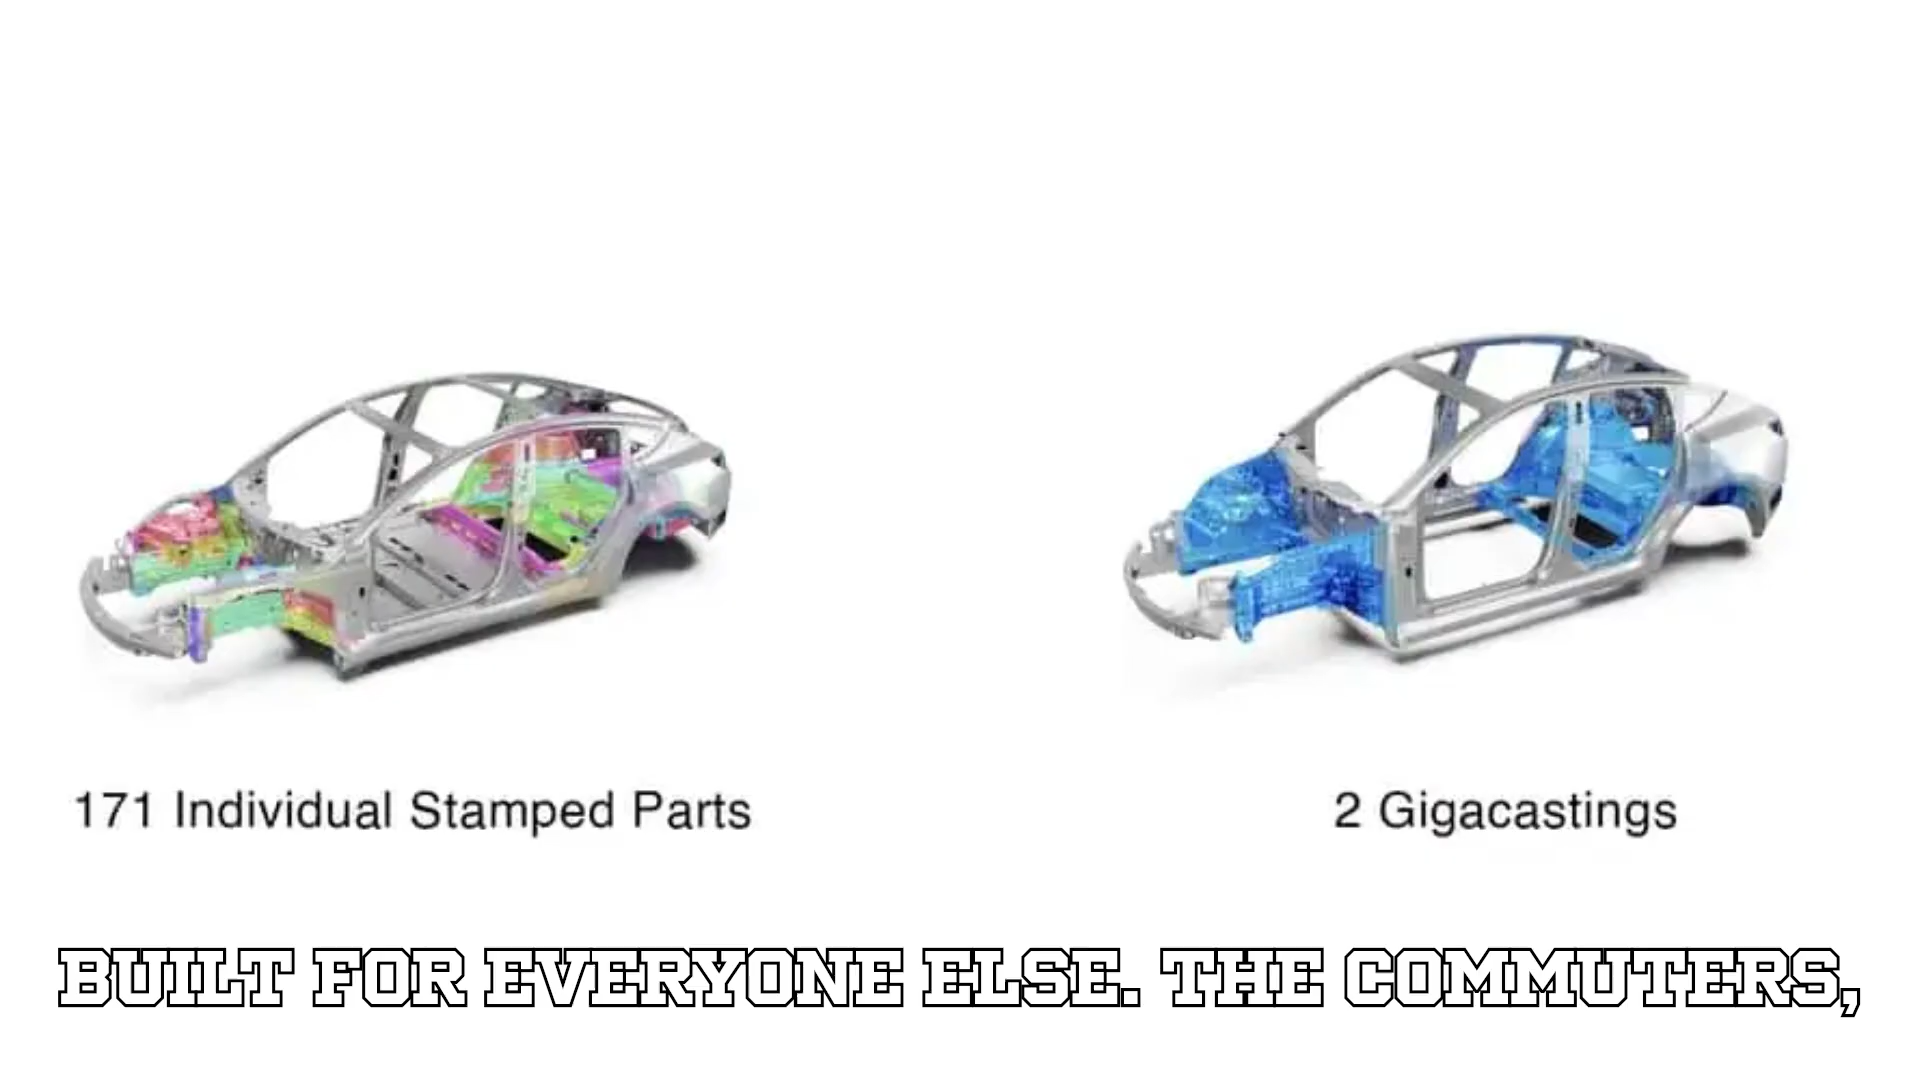 171 Individual Stamped Parts
2 Gigacastings
BUILT FOR EVERYONE ELSE. THE COMMUTERS,